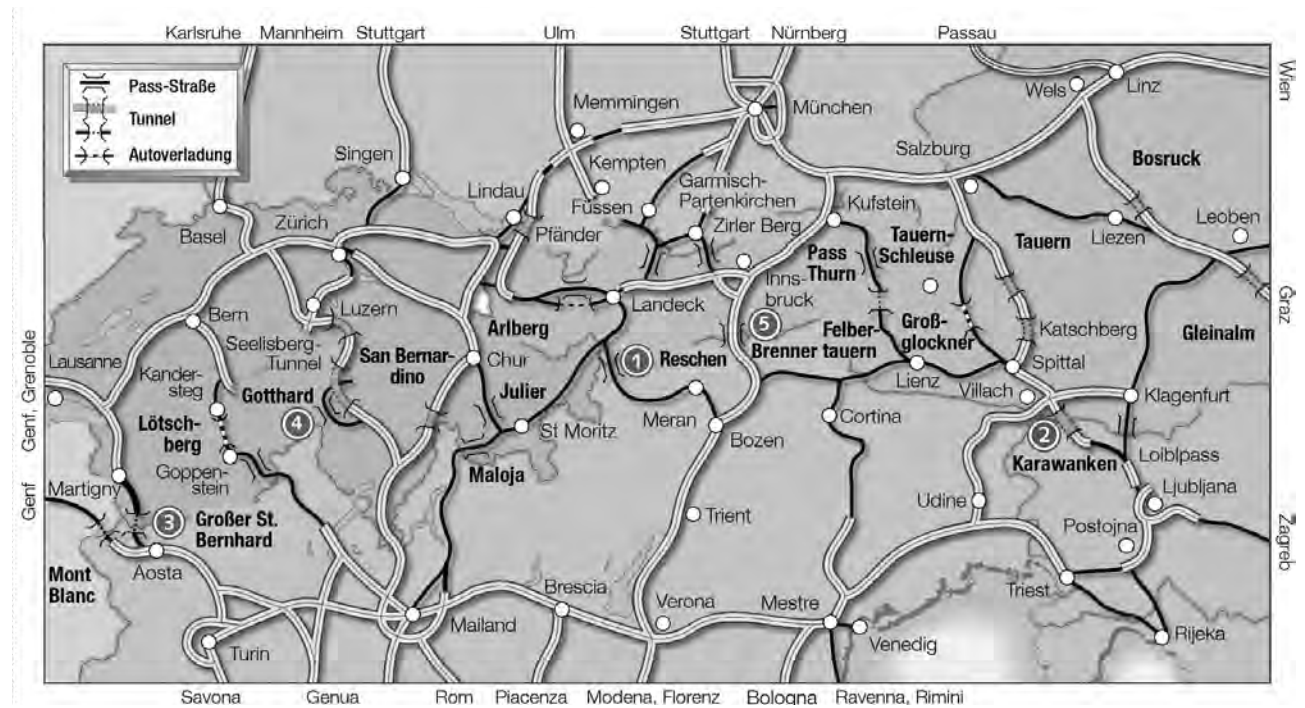 Karlsruhe Mannheim Stuttgart Ulm Stuttgart Nürnberg Passau
Pass-Straße
Tunnel
Autoverladung
Wien
Linz
Wels
Memmingen
München
Singen
Kempten
Salzburg
Bosruck
Lindau
Garmisch-
Partenkirchen
Füssen
Kufstein
Leoben
Zürich
Basel
Pfänder
Zirler Berg
Tauern-
Schleuse
Tauern
Liezen
Pass
Thurn
Inns-
bruck
Graz
Luzern
Landeck
Bern
Arlberg
5
Katschberg
Gleinalm
Seelisberg-
Tunnel
San Bernar-
dino
Chur
1
Reschen
Brenner
Felber-
tauern
Groß-
glockner
Spittal
Lausanne
Kander-
steg
Gotthard
Julier
Lienz
Villach
Klagenfurt
Genf, Grenoble
4
Meran
Cortina
Lötsch-
berg
St Moritz
Bozen
2
Karawanken
Loiblpass
Goppen-
stein
Maloja
Genf
Martigny
Udine
Ljubljana
3
Großer St.
Bernhard
Trient
Postojna
Zagreb
Aosta
Mont
Blanc
Brescia
Verona
Mestre
Triest
Mailand
Turin
Venedig
Rijeka
Savona Genua Rom Piacenza Modena, Florenz Bologna Ravenna, Rimini